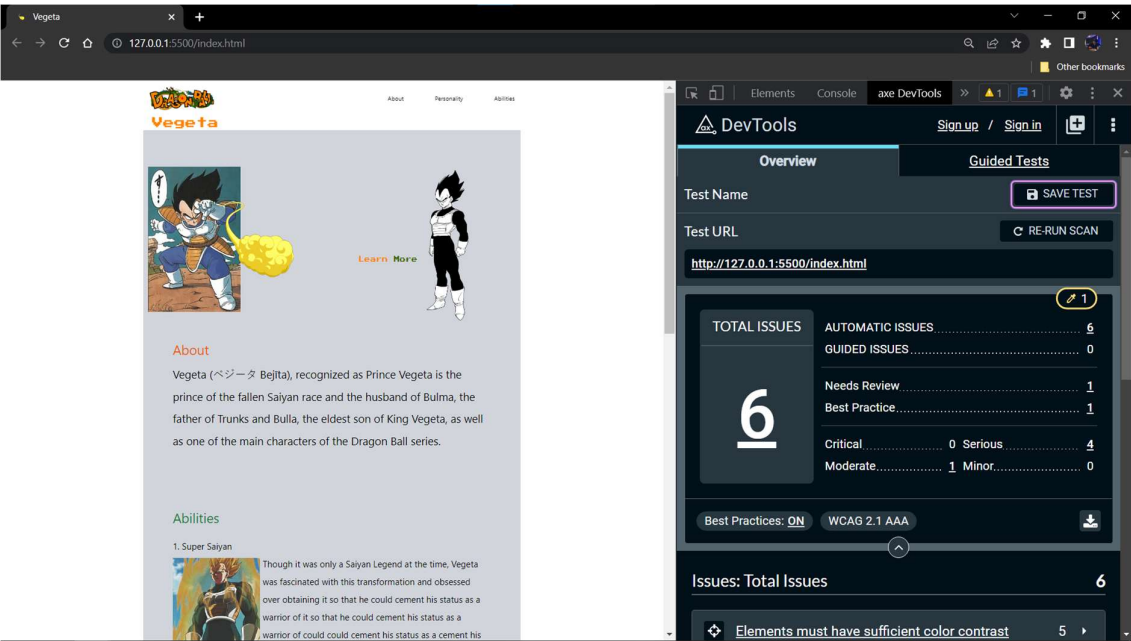 Vegeta
127.0.0.1:5500/index.html
Other bookmarks
About Personality Abilities
Vegeta
Learn More
About
Vegeta (ベジータ Bejīta), recognized as Prince Vegeta is the
prince of the fallen Saiyan race and the husband of Bulma, the
father of Trunks and Bulla, the eldest son of King Vegeta, as well
as one of the main characters of the Dragon Ball series.
Abilities
1. Super Saiyan
Though it was only a Saiyan Legend at the time, Vegeta
was fascinated with this transformation and obsessed
over obtaining it so that he could cement his status as a
warrior of it so that he could cement his status as a
warrior of could could cement his status as a cement his
Elements Console axe DevTools 1 1
ax DevTools Sign up / Sign in
Overview Guided Tests
Test Name SAVE TEST
Test URL RE-RUN SCAN
http://127.0.0.1:5500/index.html
1
TOTAL ISSUES
6
AUTOMATIC ISSUES 6
GUIDED ISSUES 0
Needs Review 1
Best Practice 1
Critical 0 Serious 4
Moderate 1 Minor 0
Best Practices: ON WCAG 2.1 AAA
Issues: Total Issues 6
Elements must have sufficient color contrast 5